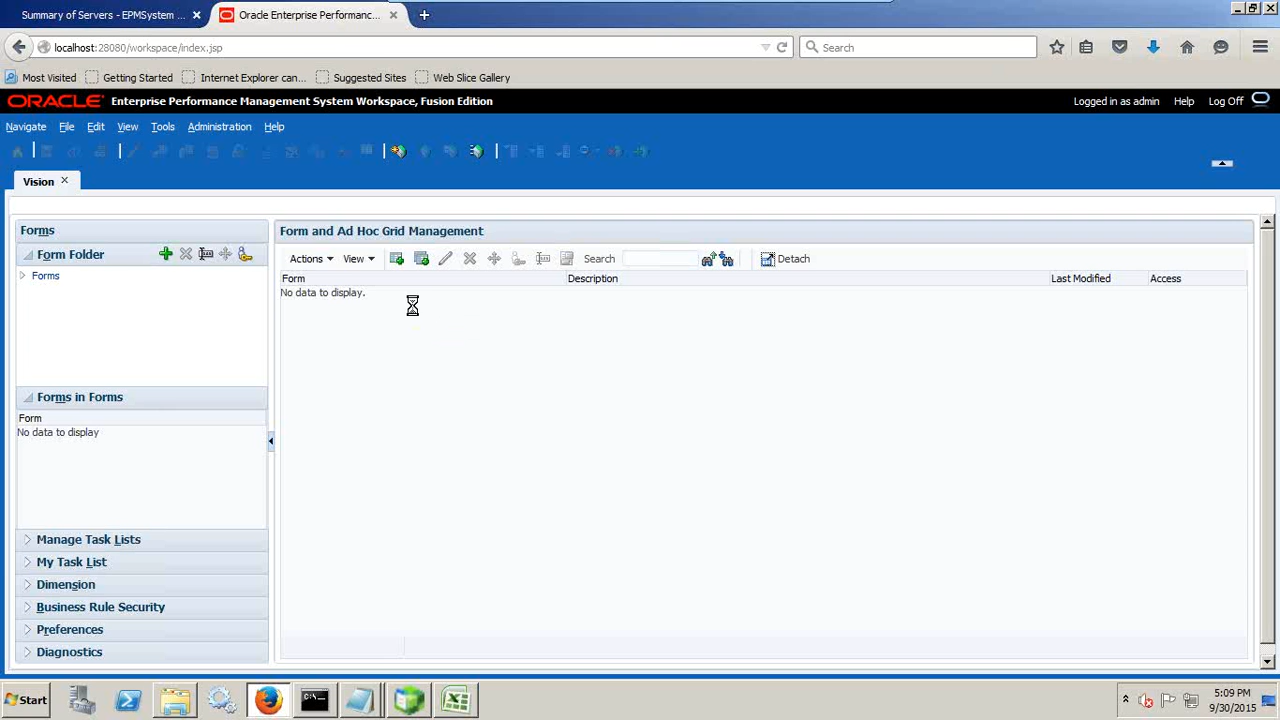 Summary of Servers - EPMSystem ...
Oracle Enterprise Performanc...
localhost:28080/workspace/index.jsp
Search
Most Visited
Getting Started
Internet Explorer can...
Suggested Sites
Web Slice Gallery
ORACLE
Enterprise Performance Management System Workspace, Fusion Edition
Logged in as admin
Help
Log Off
Navigate
File
Edit
View
Tools
Administration
Help
Vision
Forms
Form and Ad Hoc Grid Management
Form Folder
Actions
View
Search
Detach
Forms
Form
Description
Last Modified
Access
No data to display.
Forms in Forms
Form
No data to display
Manage Task Lists
My Task List
Dimension
Business Rule Security
Preferences
Diagnostics
Start
5:09 PM
9/30/2015